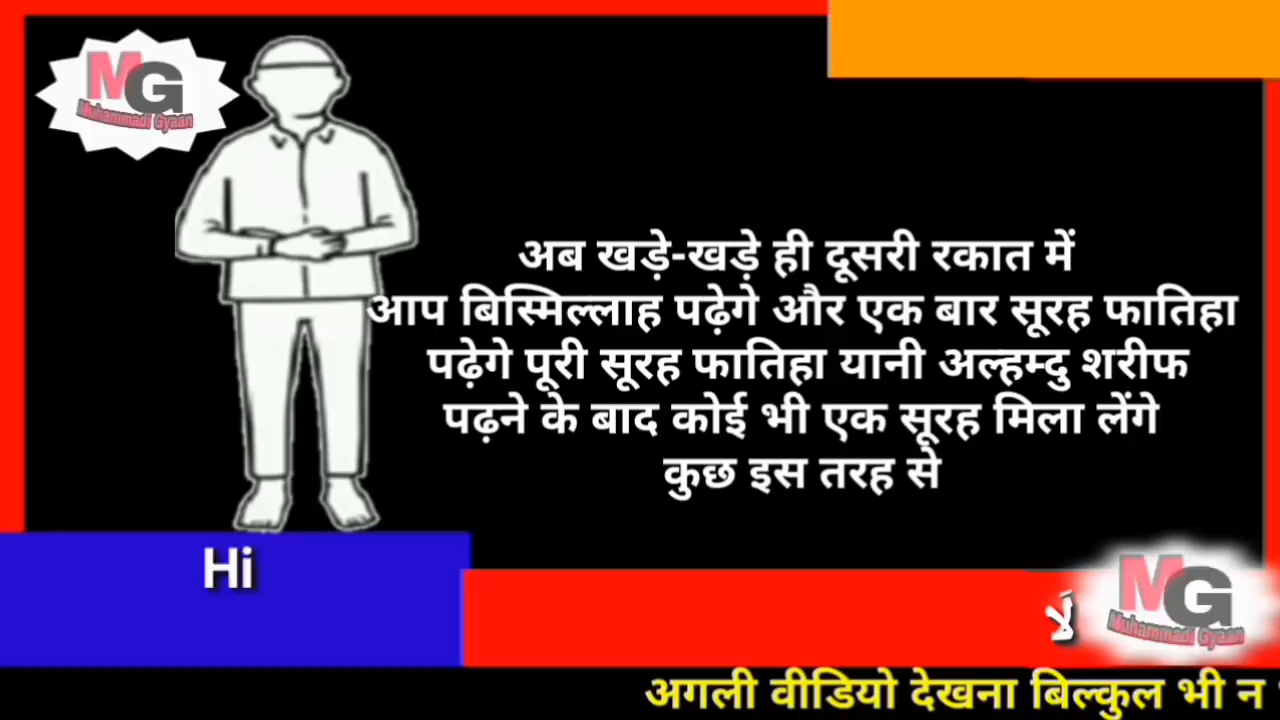 MG
Muhammadi Gyaan
अब खड़े-खड़े ही दूसरी रकात में
आप बिस्मिल्लाह पढ़ेगे और एक बार सूरह फातिहा
पढ़ेगे पूरी सूरह फातिहा यानी अल्हम्दु शरीफ
पढ़ने के बाद कोई भी एक सूरह मिला लेंगे
कुछ इस तरह से
Hi
لَا
MG
Muhammadi Gyaan
अगली वीडियो देखना बिल्कुल भी न